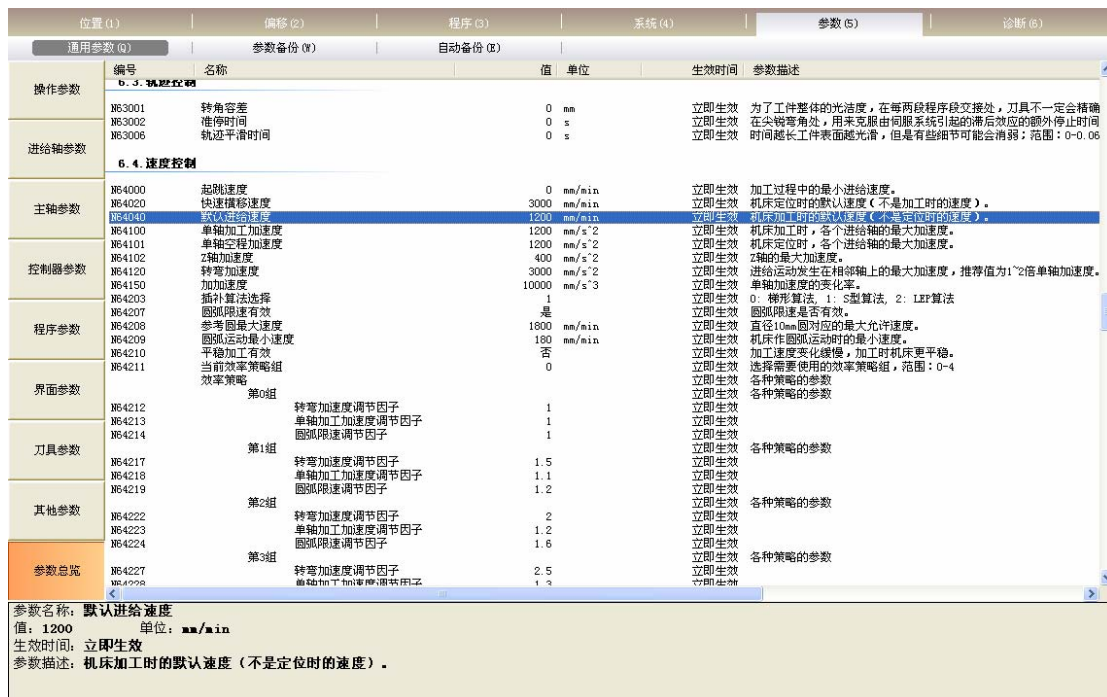 位置(1) 偏移(2) 程序(3) 系统(4) 参数(5) 诊断(6)
通用参数(Q) 参数备份(W) 自动备份(E)
编号 名称 值 单位 生效时间 参数描述
操作参数
进给轴参数
主轴参数
控制器参数
程序参数
界面参数
刀具参数
其他参数
参数总览
6.3.轨迹控制
N63001 转角容差 0 mm 立即生效 为了工件整体的光洁度，在每两段程序段交接处，刀具不一定会精确
N63002 准停时间 0 s 立即生效 在尖锐弯角处，用来克服由伺服系统引起的滞后效应的额外停止时间
N63006 轨迹平滑时间 0 s 立即生效 时间越长工件表面越光滑，但是有些细节可能会消弱；范围：0-0.06
6.4.速度控制
N64000 起跳速度 0 mm/min 立即生效 加工过程中的最小进给速度。
N64020 快速横移速度 3000 mm/min 立即生效 机床定位时的默认速度（不是加工时的速度）。
N64040 默认进给速度 1200 mm/min 立即生效 机床加工时的默认速度（不是定位时的速度）。
N64100 单轴加工加速度 1200 mm/s^2 立即生效 机床加工时，各个进给轴的最大加速度。
N64101 单轴空程加速度 1200 mm/s^2 立即生效 机床定位时，各个进给轴的最大加速度。
N64102 Z轴加速度 400 mm/s^2 立即生效 Z轴的最大加速度。
N64120 转弯加速度 3000 mm/s^2 立即生效 进给运动发生在相邻轴上的最大加速度，推荐值为1~2倍单轴加速度。
N64150 加加速度 10000 mm/s^3 立即生效 单轴加速度的变化率。
N64203 插补算法选择 1 立即生效 0: 梯形算法, 1: S型算法, 2: LEP算法
N64207 圆弧限速有效 是 立即生效 圆弧限速是否有效。
N64208 参考圆最大速度 1800 mm/min 立即生效 直径10mm圆对应的最大允许速度。
N64209 圆弧运动最小速度 180 mm/min 立即生效 机床作圆弧运动时的最小速度。
N64210 平稳加工有效 否 立即生效 加工速度变化缓慢，加工时机床更平稳。
N64211 当前效率策略组 0 立即生效 选择需要使用的效率策略组，范围：0-4
效率策略 立即生效 各种策略的参数
第0组 立即生效 各种策略的参数
N64212 转弯加速度调节因子 1 立即生效
N64213 单轴加工加速度调节因子 1 立即生效
N64214 圆弧限速调节因子 1 立即生效
第1组 立即生效 各种策略的参数
N64217 转弯加速度调节因子 1.5 立即生效
N64218 单轴加工加速度调节因子 1.1 立即生效
N64219 圆弧限速调节因子 1.2 立即生效
第2组 立即生效 各种策略的参数
N64222 转弯加速度调节因子 2 立即生效
N64223 单轴加工加速度调节因子 1.2 立即生效
N64224 圆弧限速调节因子 1.6 立即生效
第3组 立即生效 各种策略的参数
N64227 转弯加速度调节因子 2.5 立即生效
N64228 单轴加工加速度调节因子 1.3 立即生效
参数名称: 默认进给速度
值: 1200 单位: mm/min
生效时间: 立即生效
参数描述: 机床加工时的默认速度（不是定位时的速度）。